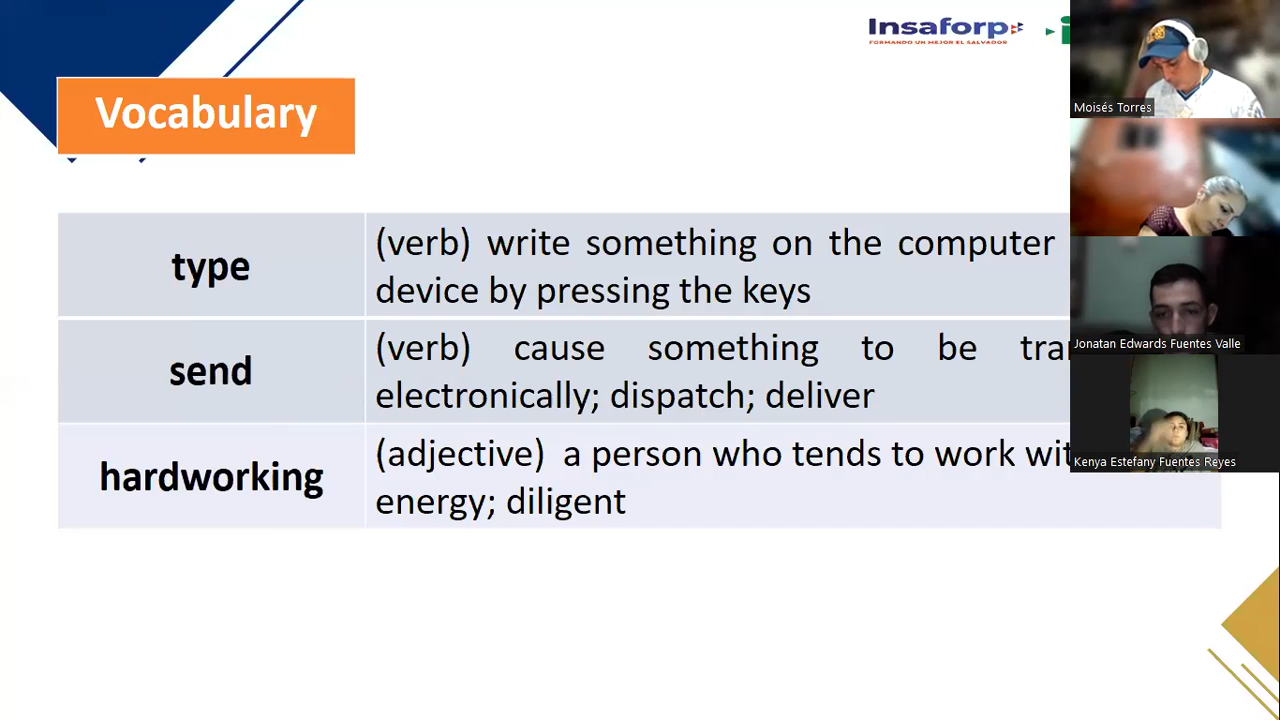 Insaforp
FORMANDO UN MEJOR EL SALVADOR
Vocabulary
type
(verb) write something on the computer
device by pressing the keys
send
(verb) cause something to be
electronically; dispatch; deliver
hardworking
(adjective) a person who tends to work
energy; diligent
Moisés Torres
Jonatan Edwards Fuentes Valle
Kenya Estefany Fuentes Reyes